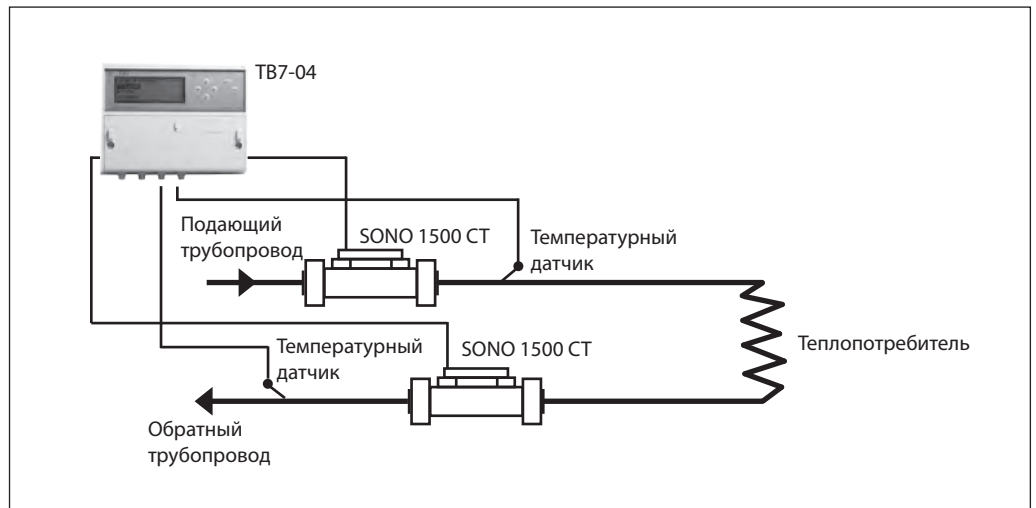 ТВ7-04
Подающий
трубопровод
SONO 1500 CT
Температурный
датчик
Температурный
датчик
SONO 1500 CT
Теплопотребитель
Обратный
трубопровод